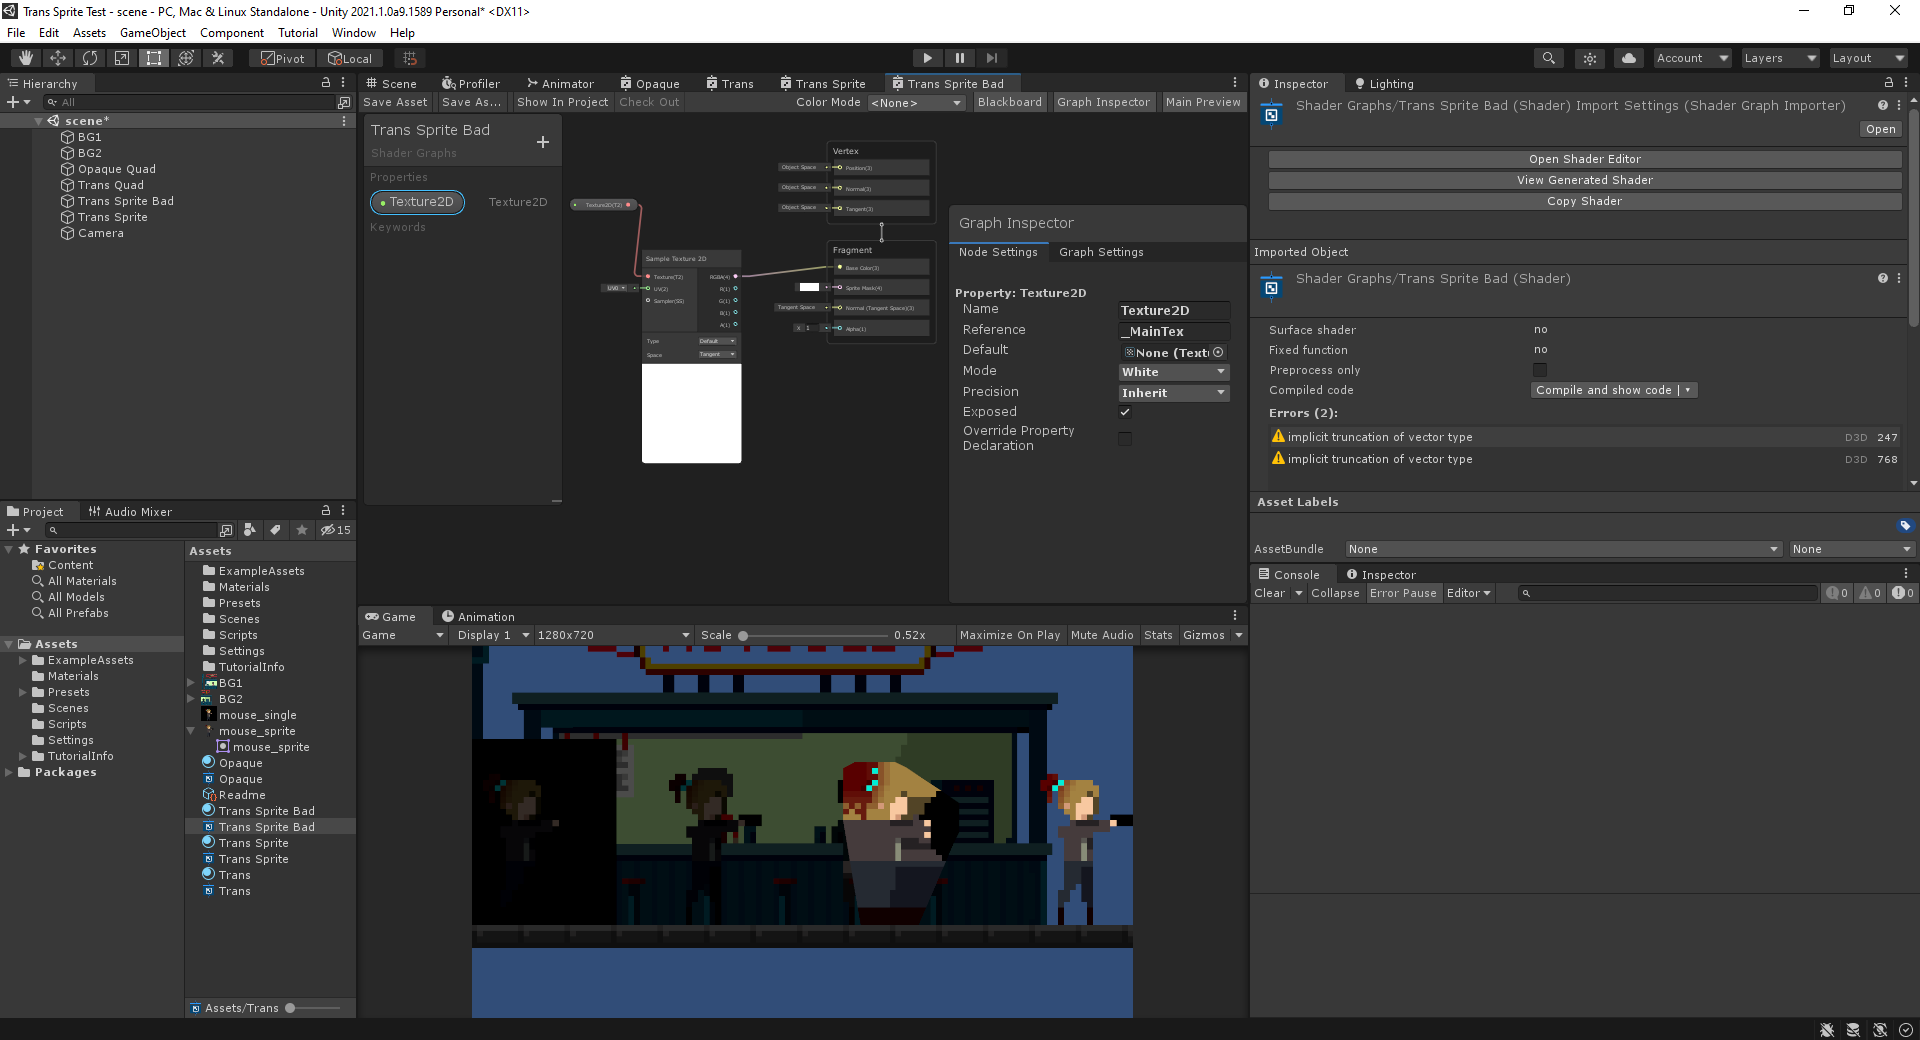 Trans Sprite Test - scene - PC, Mac & Linux Standalone - Unity 2021.1.0a9.1589 Personal* <DX11>
File Edit Assets GameObject Component Tutorial Window Help
Pivot Local Account Layers Layout
Hierarchy
All
scene*
BG1
BG2
Opaque Quad
Trans Quad
Trans Sprite Bad
Trans Sprite
Camera
Scene Profiler Animator Opaque Trans Trans Sprite Trans Sprite Bad
Save Asset Save As... Show In Project Check Out Color Mode <None> Blackboard Graph Inspector Main Preview
Trans Sprite Bad
Shader Graphs
Properties
Texture2D Texture2D
Keywords
Texture2D(T2)
Sample Texture 2D
Texture(T2) RGBA(4)
UV0 UV(2) R(1)
Sampler(SS) G(1)
B(1)
A(1)
Type Default
Space Tangent
Vertex
Object Space Position(3)
Object Space Normal(3)
Object Space Tangent(3)
Fragment
Base Color(3)
Sprite Mask(4)
Tangent Space Normal (Tangent Space)(3)
X 1 Alpha(1)
Graph Inspector
Node Settings Graph Settings
Property: Texture2D
Name Texture2D
Reference _MainTex
Default None (Text
Mode White
Precision Inherit
Exposed
Override Property
Declaration
Inspector Lighting
Shader Graphs/Trans Sprite Bad (Shader) Import Settings (Shader Graph Importer)
Open
Open Shader Editor
View Generated Shader
Copy Shader
Imported Object
Shader Graphs/Trans Sprite Bad (Shader)
Surface shader no
Fixed function no
Preprocess only
Compiled code Compile and show code |
Errors (2):
implicit truncation of vector type D3D 247
implicit truncation of vector type D3D 768
Asset Labels
AssetBundle None None
Console Inspector
Clear Collapse Error Pause Editor 0 0 0
Project Audio Mixer
15
Favorites
Content
All Materials
All Models
All Prefabs
Assets
ExampleAssets
Materials
Presets
Scenes
Scripts
Settings
TutorialInfo
Packages
Assets
ExampleAssets
Materials
Presets
Scenes
Scripts
Settings
TutorialInfo
BG1
BG2
mouse_single
mouse_sprite
mouse_sprite
Opaque
Opaque
Readme
Trans Sprite Bad
Trans Sprite Bad
Trans Sprite
Trans Sprite
Trans
Trans
Assets/Trans
Game Animation
Game Display 1 1280x720 Scale 0.52x Maximize On Play Mute Audio Stats Gizmos